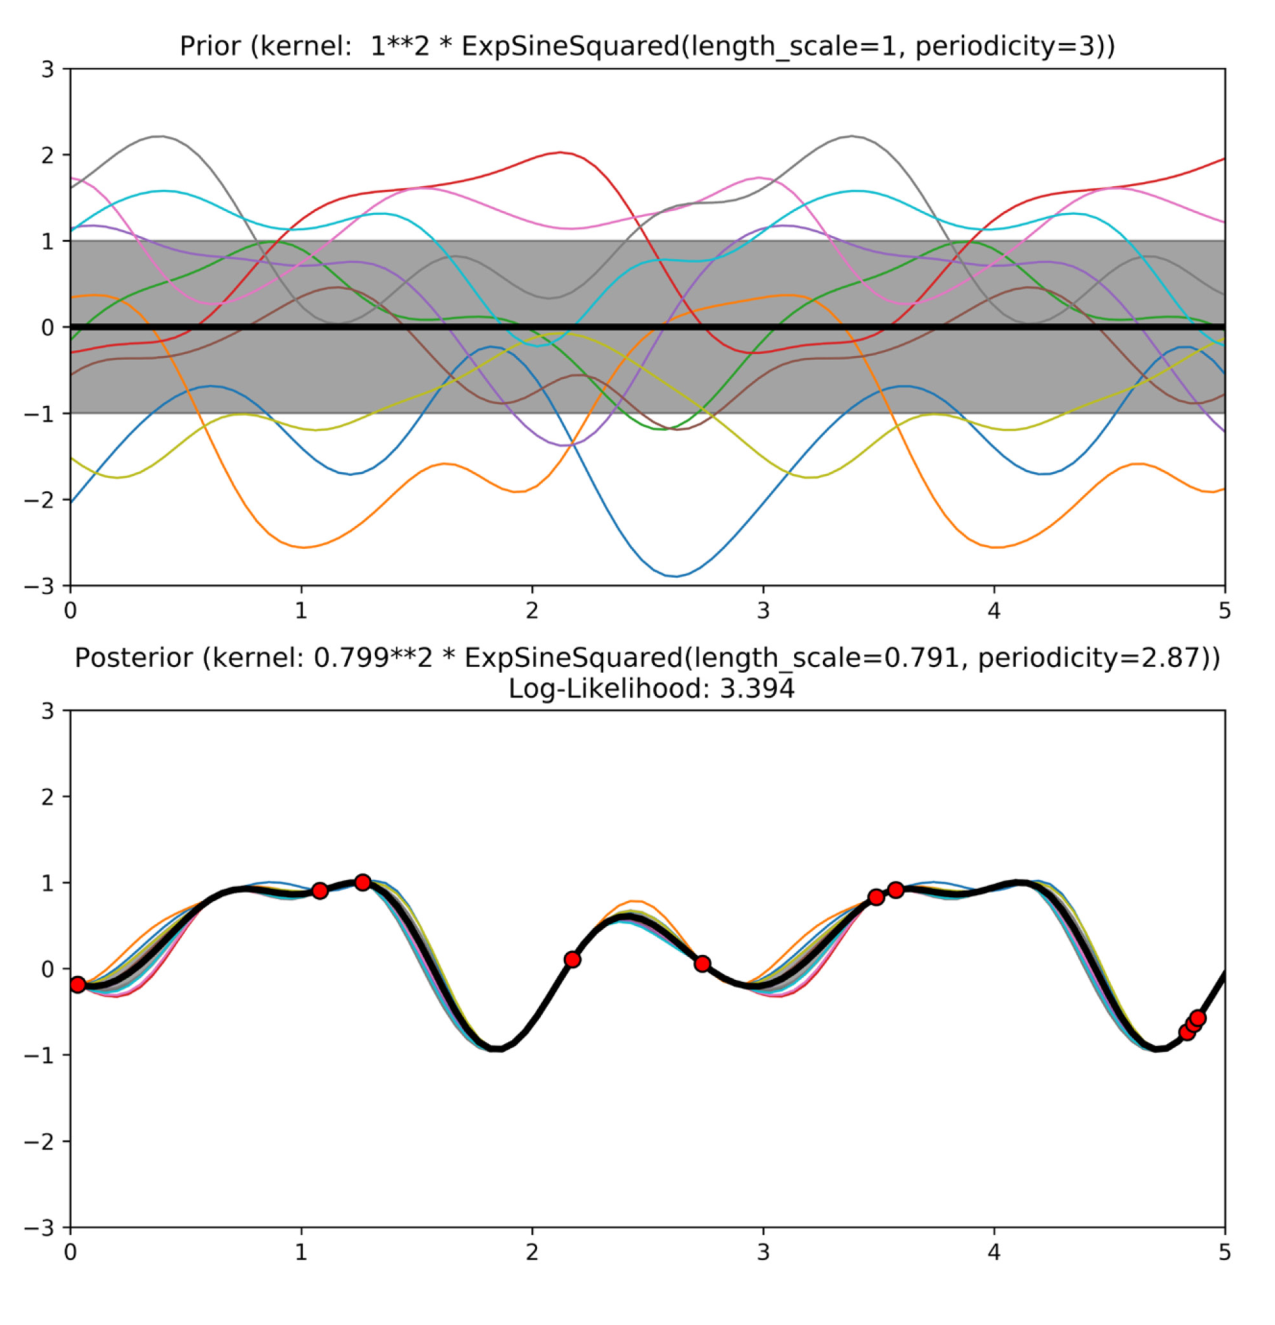 Prior (kernel:  1**2 * ExpSineSquared(length_scale=1, periodicity=3))
3
2
1
0
−1
−2
−3
0 1 2 3 4 5
Posterior (kernel: 0.799**2 * ExpSineSquared(length_scale=0.791, periodicity=2.87))
Log-Likelihood: 3.394
3
2
1
0
−1
−2
−3
0 1 2 3 4 5